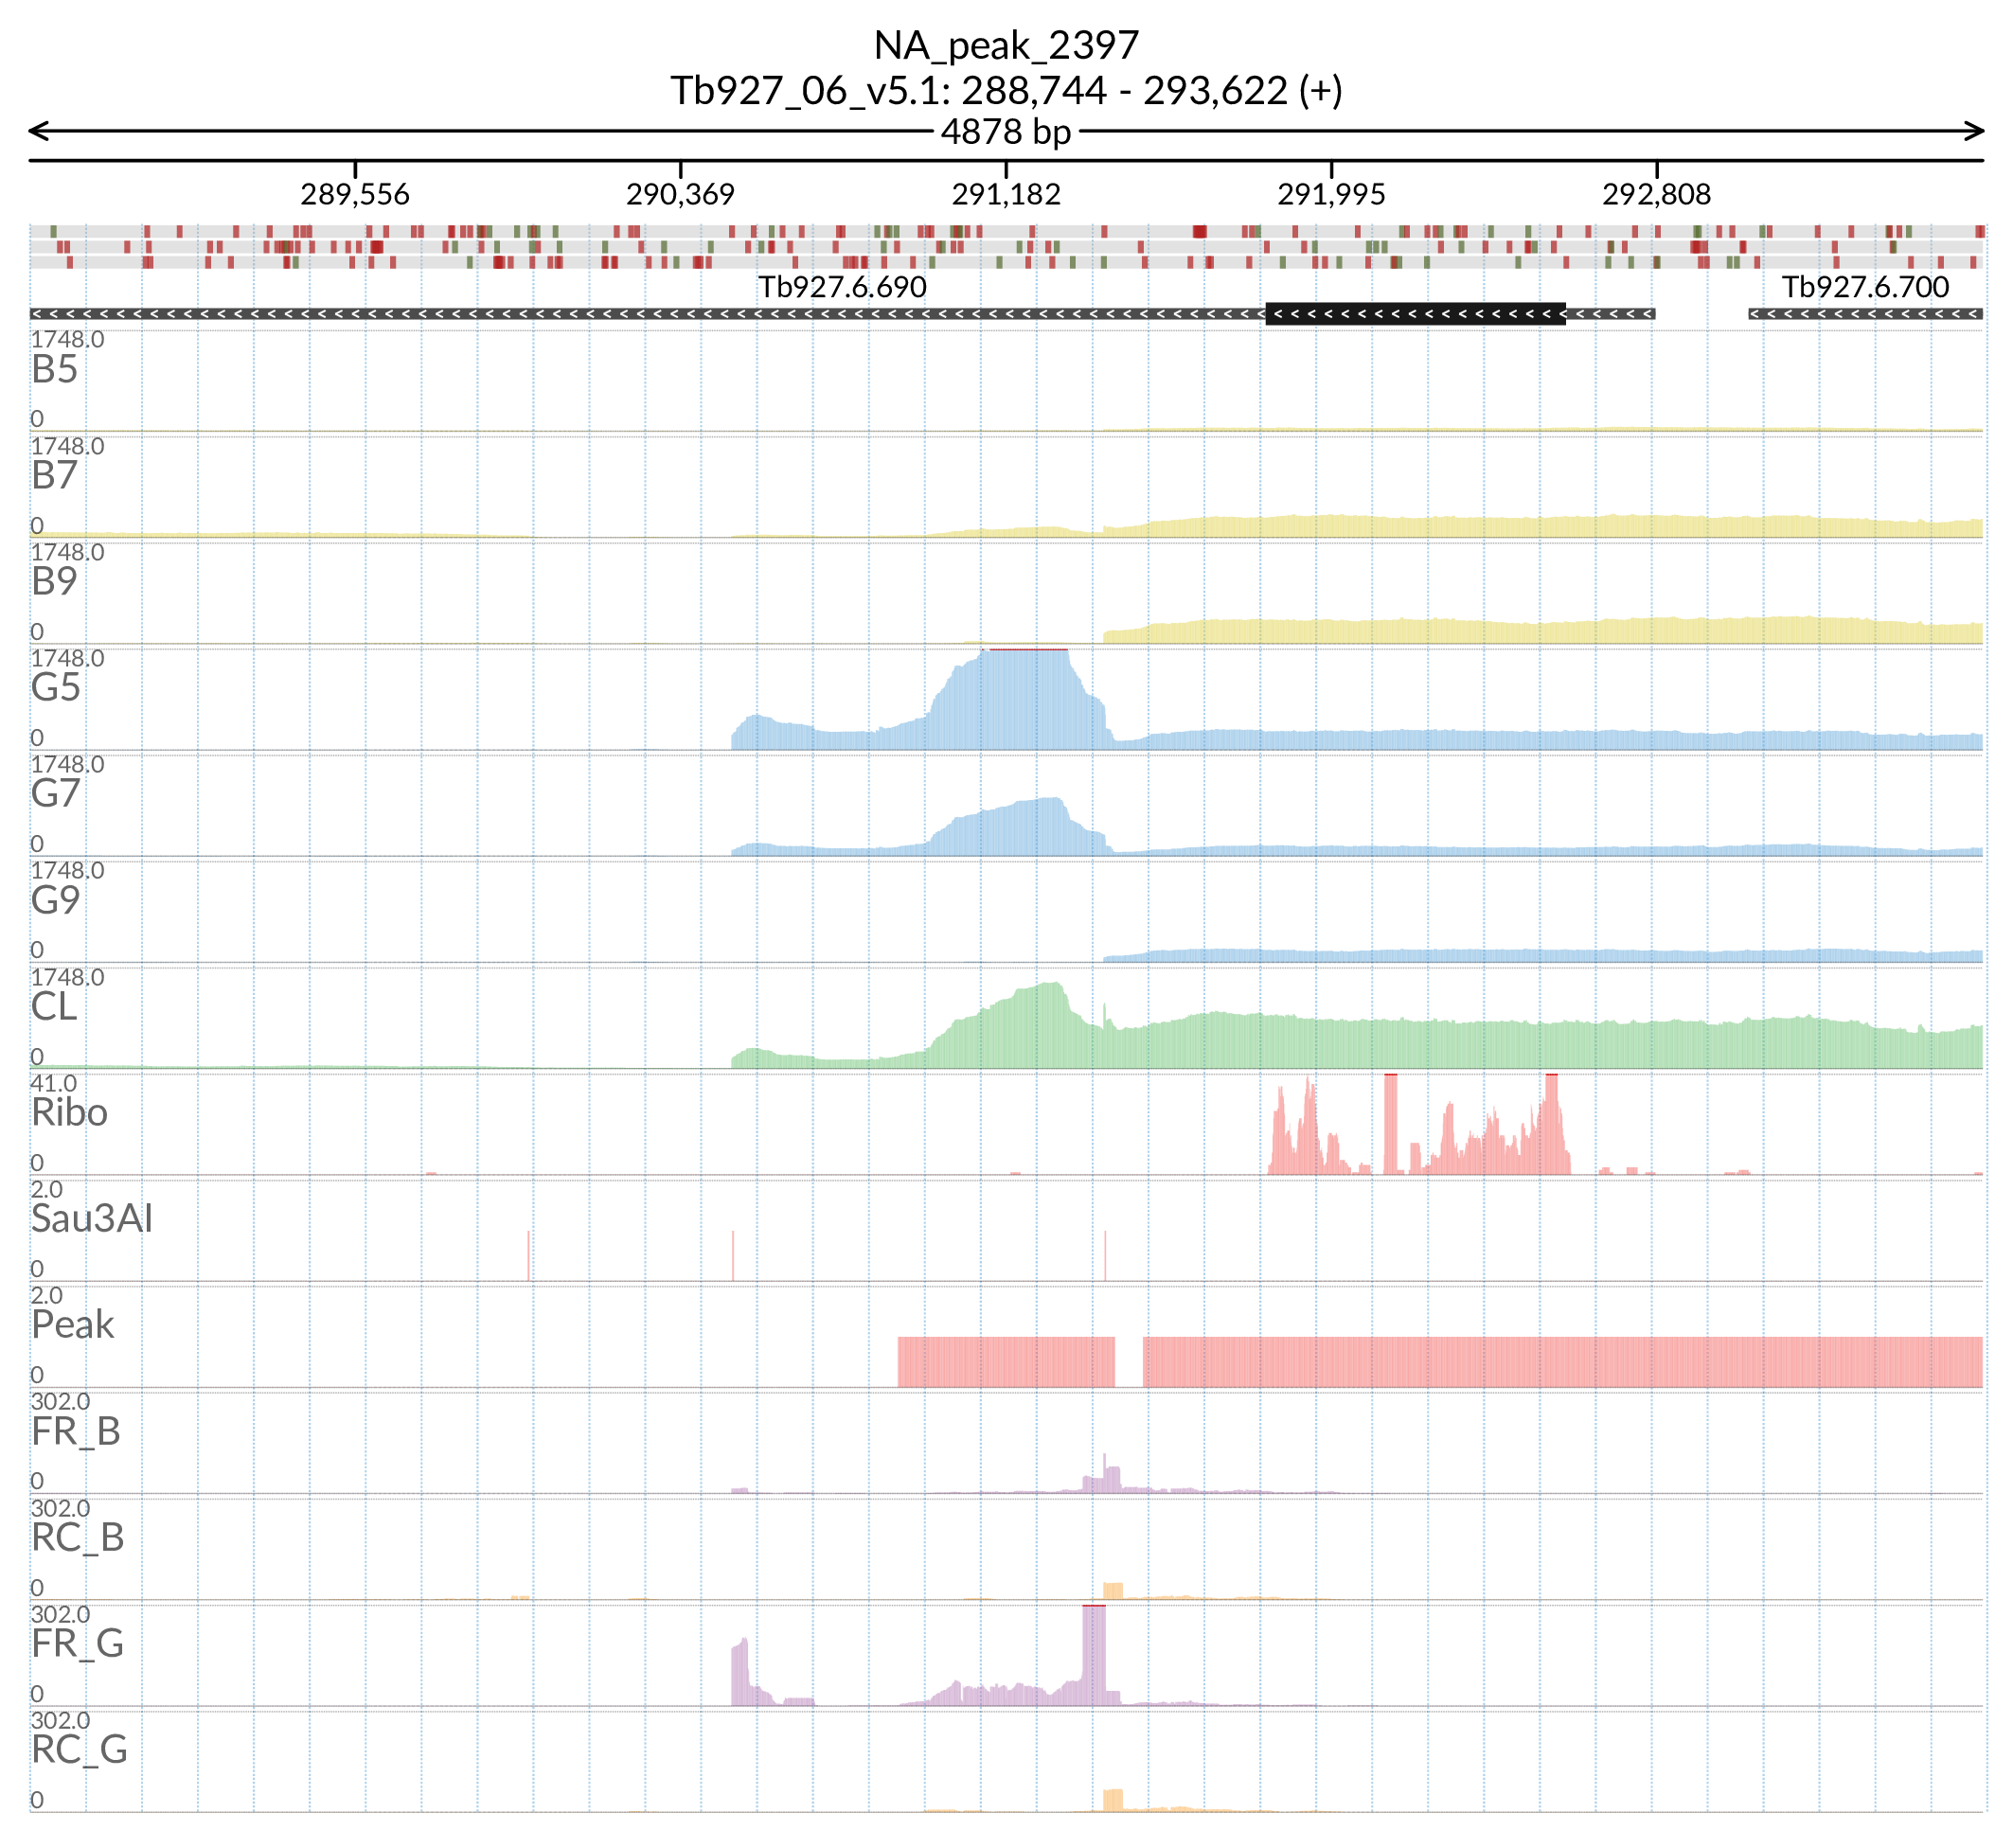 NA_peak_2397
Tb927_06_v5.1: 288,744 - 293,622 (+)
4878 bp
289,556 290,369 291,182 291,995 292,808
Tb927.6.690 Tb927.6.700
1748.0
B5
0
1748.0
B7
0
1748.0
B9
0
1748.0
G5
0
1748.0
G7
0
1748.0
G9
0
1748.0
CL
0
41.0
Ribo
0
2.0
Sau3AI
0
2.0
Peak
0
302.0
FR_B
0
302.0
RC_B
0
302.0
FR_G
0
302.0
RC_G
0